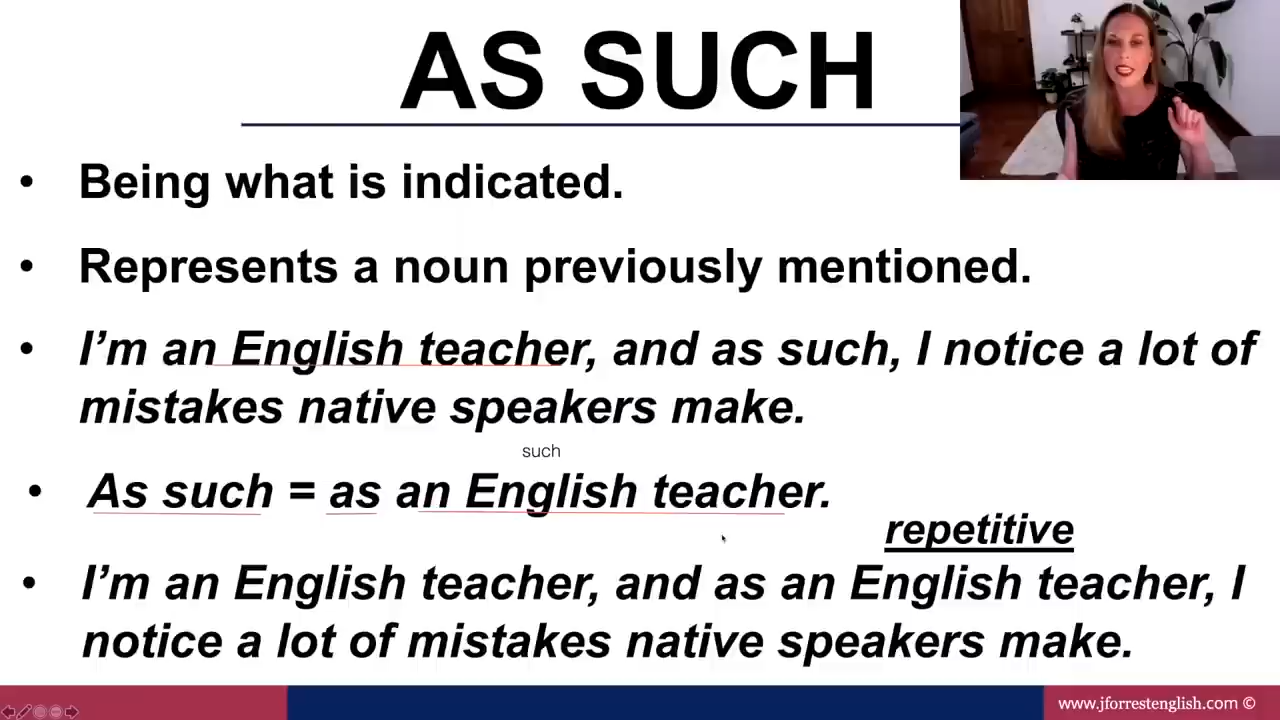 AS SUCH
• Being what is indicated.
• Represents a noun previously mentioned.
• I’m an English teacher, and as such, I notice a lot of
mistakes native speakers make.
such
• As such = as an English teacher.
repetitive
• I’m an English teacher, and as an English teacher, I
notice a lot of mistakes native speakers make.
www.jforrestenglish.com ©